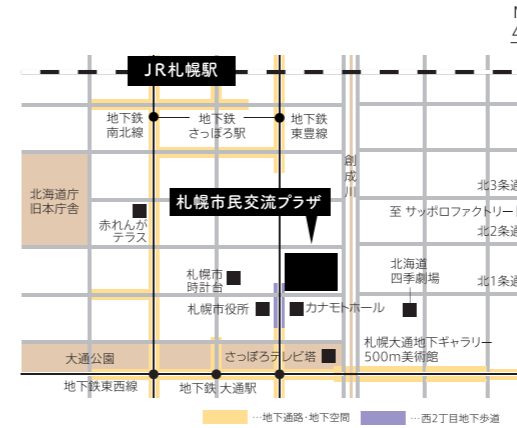 JR札幌駅
地下鉄
南北線
地下鉄
さっぽろ駅
地下鉄
東豊線
創成川
北海道庁
旧本庁舎
赤れんが
テラス
札幌市民交流プラザ
北3条通
至 サッポロファクトリー
北2条通
札幌市
時計台
北海道
四季劇場
北1条通
札幌市役所
カナモトホール
札幌大通地下ギャラリー
500m美術館
大通公園
さっぽろテレビ塔
地下鉄東西線
地下鉄 大通駅
…地下通路・地下空間
…西2丁目地下歩道